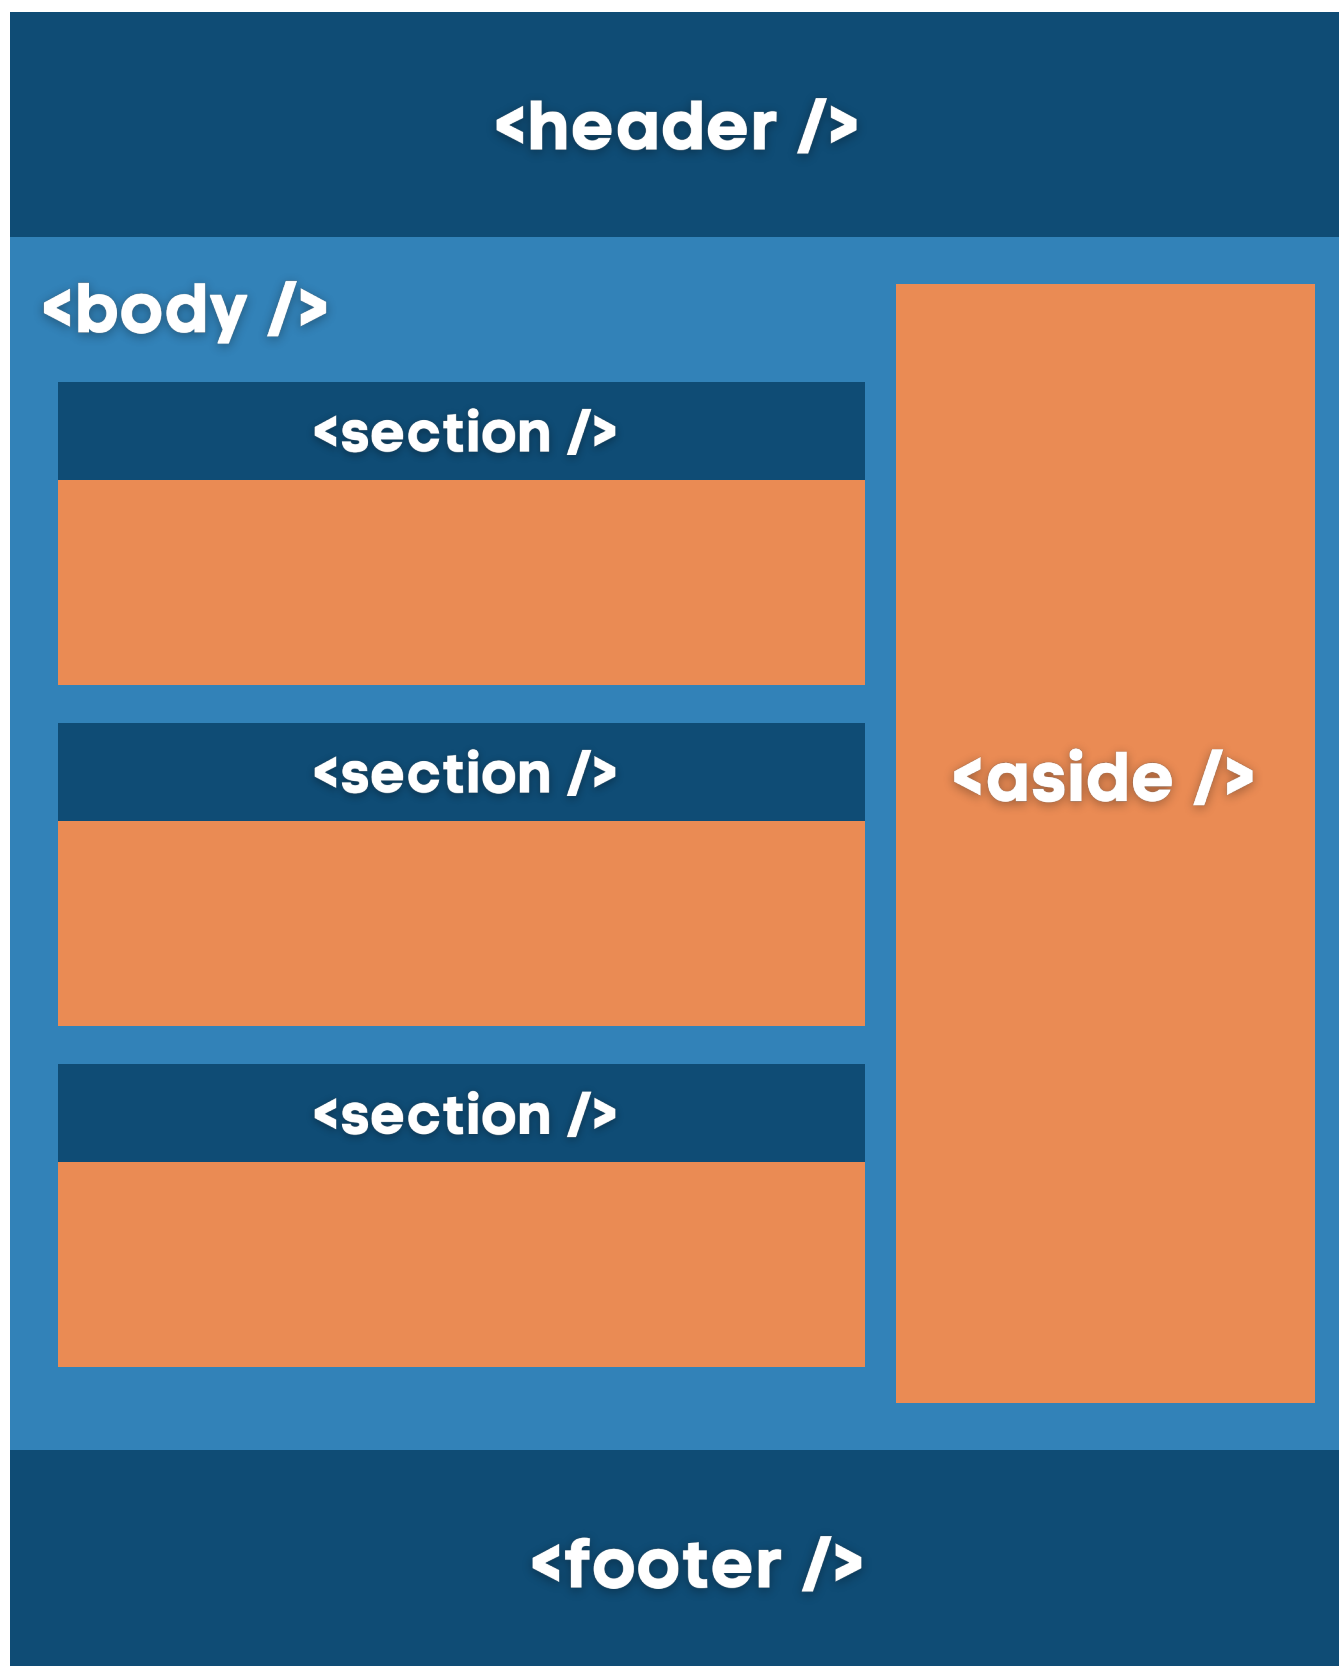 <header />
<body />
<section />
<section />
<aside />
<section />
<footer />